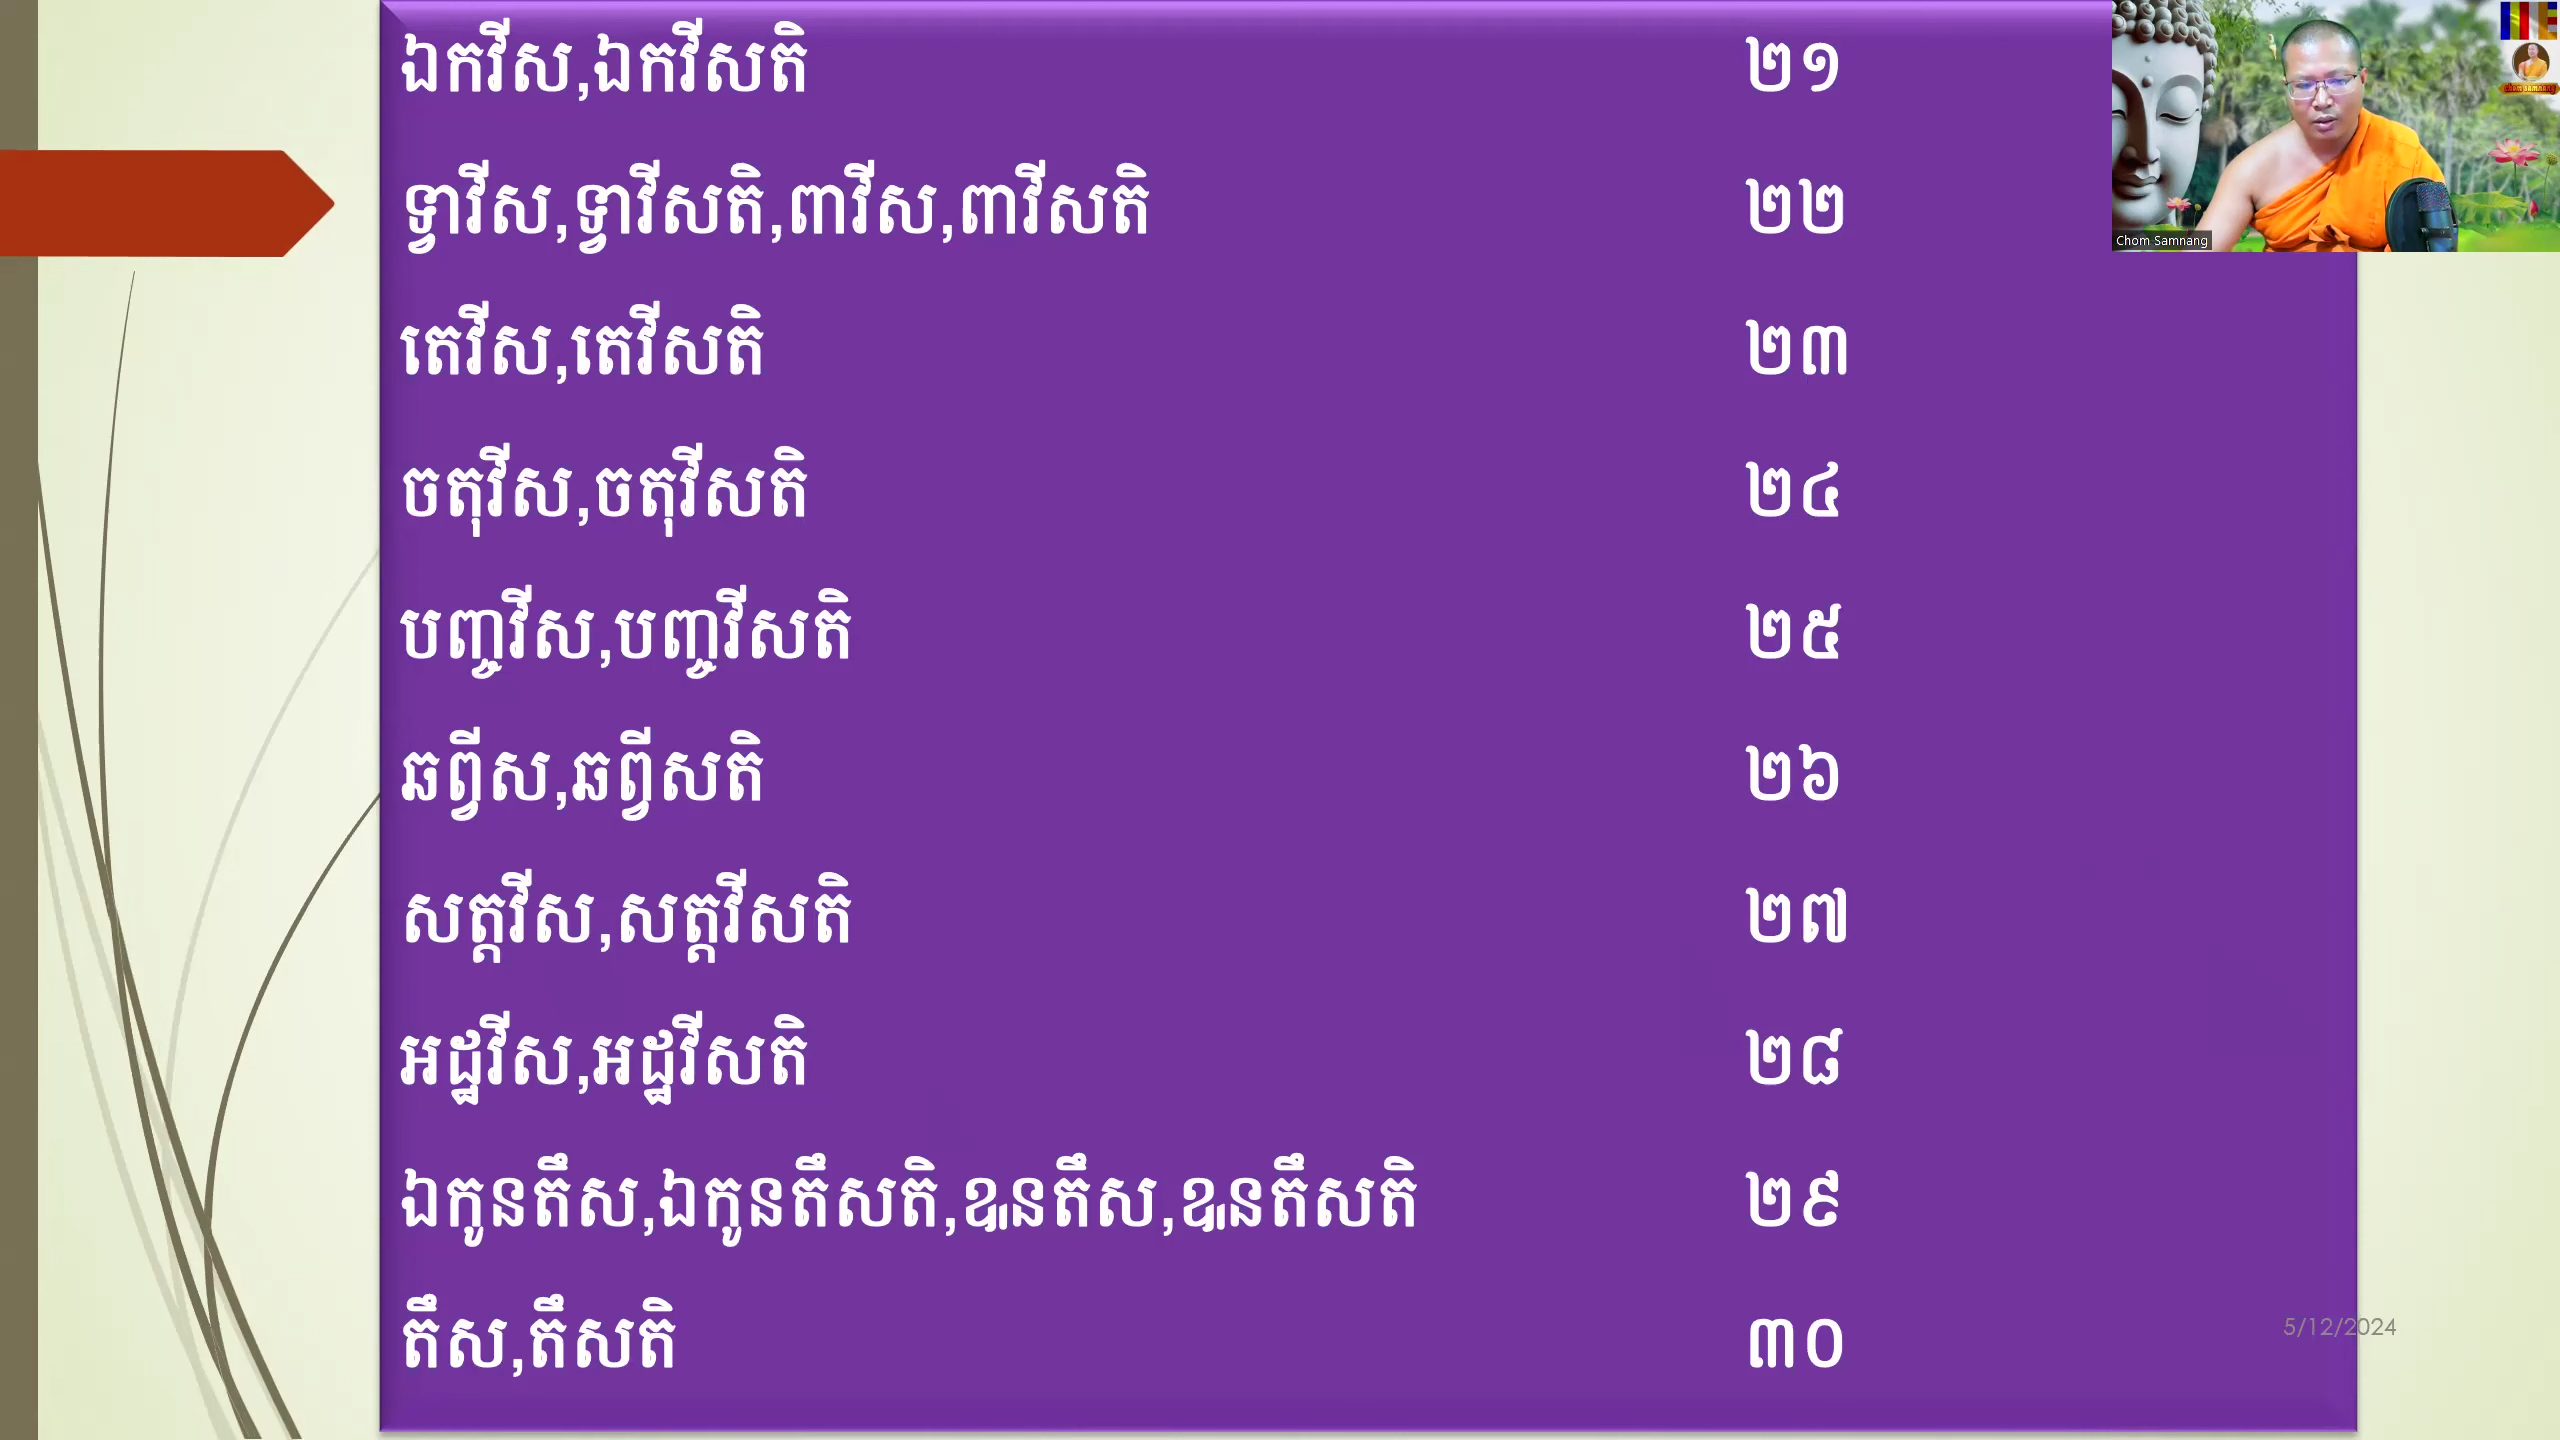 ឯកវីស,ឯកវីសតិ ២១
ទ្វាវីស,ទ្វាវីសតិ,ពាវីស,ពាវីសតិ ២២
តេវីស,តេវីសតិ ២៣
ចតុវីស,ចតុវីសតិ ២៤
បញ្ចវីស,បញ្ចវីសតិ ២៥
ឆព្វីស,ឆព្វីសតិ ២៦
សត្តវីស,សត្តវីសតិ ២៧
អដ្ឋវីស,អដ្ឋវីសតិ ២៨
ឯកូនតឹស,ឯកូនតឹសតិ,ឩនតឹស,ឩនតឹសតិ ២៩
តឹស,តឹសតិ ៣០
Chom Samnang
5/12/2024